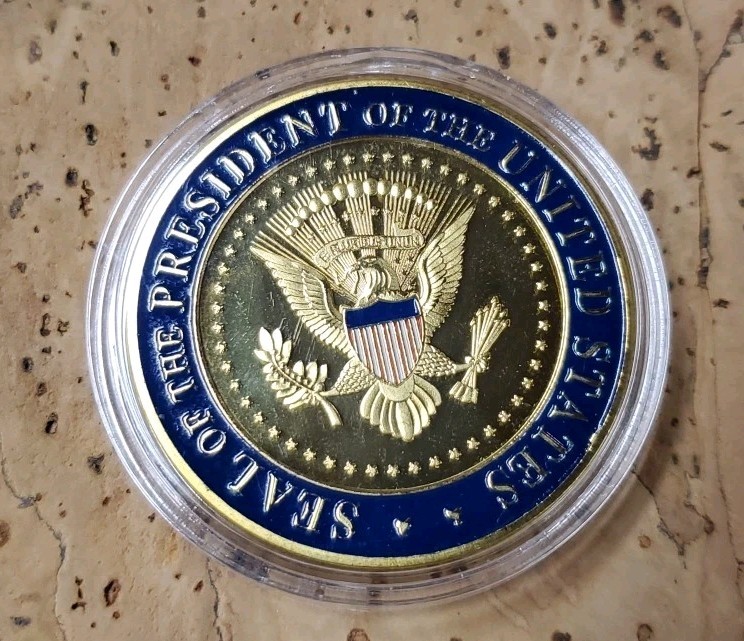 SEAL OF THE PRESIDENT OF THE UNITED STATES